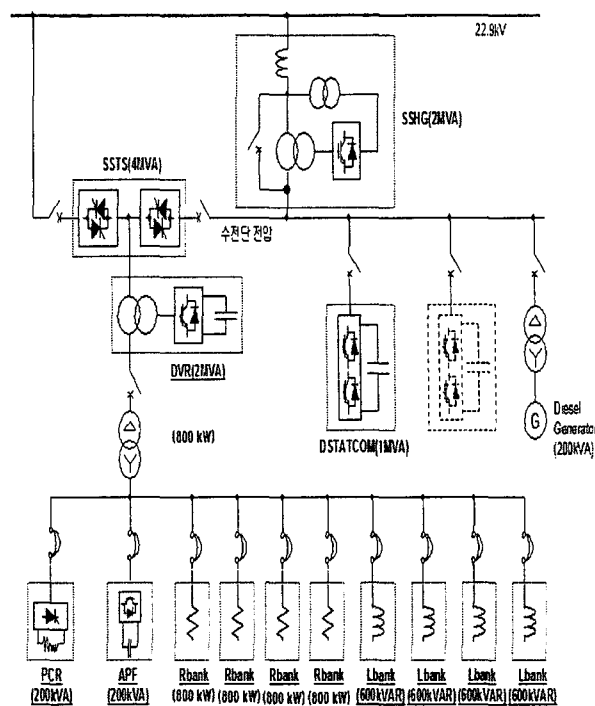 22.9kV
SSHG(2MVA)
SSTS(4MVA)
수전단 전압
DVR(2MVA)
(800 kW)
DSTATCOM(1MVA)
G
Diesel
Generator
(200kVA)
PCR
(200kVA)
APF
(200kVA)
Rbank
(800 kW)
Rbank
(800 kW)
Rbank
(800 kW)
Rbank
(800 kW)
Lbank
(600kVAR)
Lbank
(600kVAR)
Lbank
(600kVAR)
Lbank
(600kVAR)